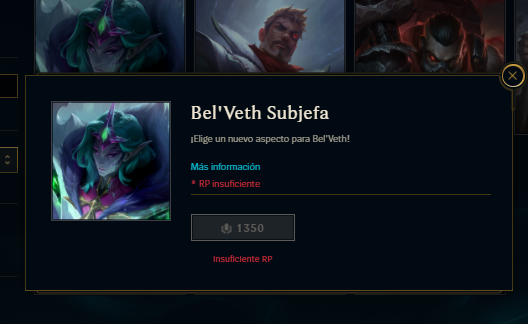 Bel'Veth Subjefa
¡Elige un nuevo aspecto para Bel'Veth!
Más información
* RP insuficiente
1350
Insuficiente RP